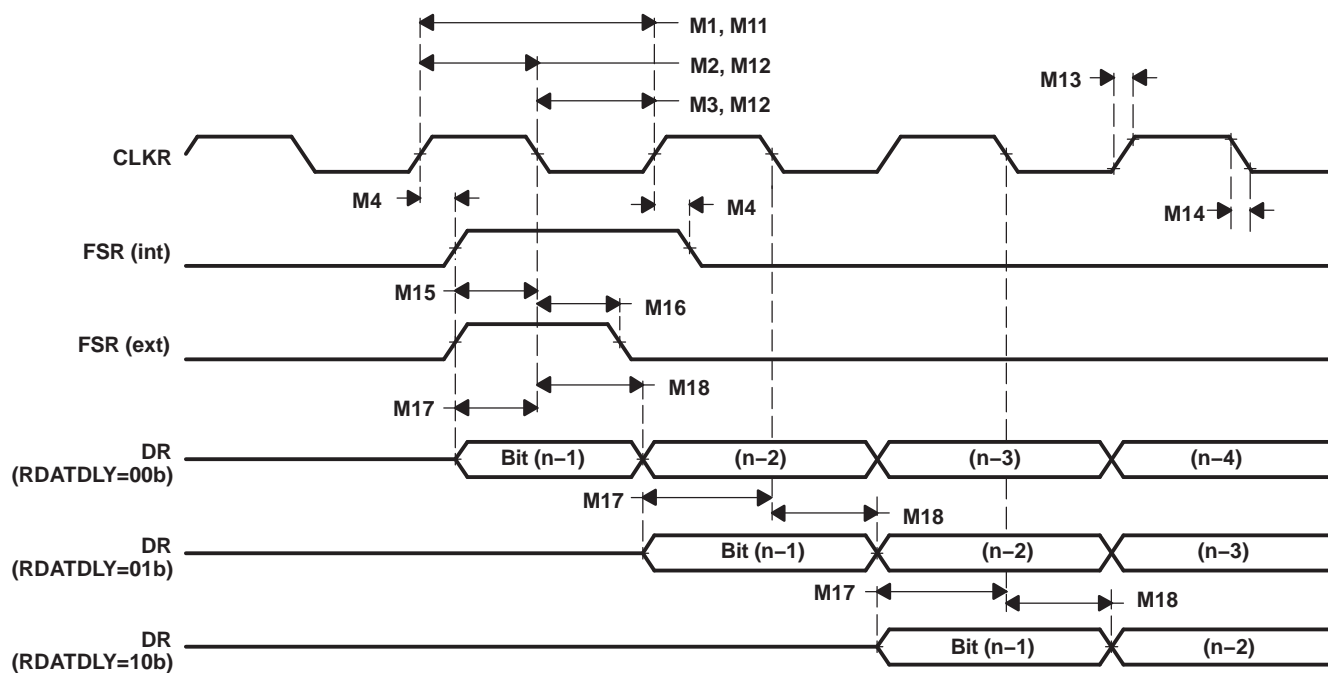 M1, M11
M2, M12
M13
M3, M12
CLKR
M4
M4
M14
FSR (int)
M15
M16
FSR (ext)
M18
M17
DR
(RDATDLY=00b)
Bit (n−1)
(n−2)
(n−3)
(n−4)
M17
M18
DR
(RDATDLY=01b)
Bit (n−1)
(n−2)
(n−3)
M17
M18
DR
(RDATDLY=10b)
Bit (n−1)
(n−2)